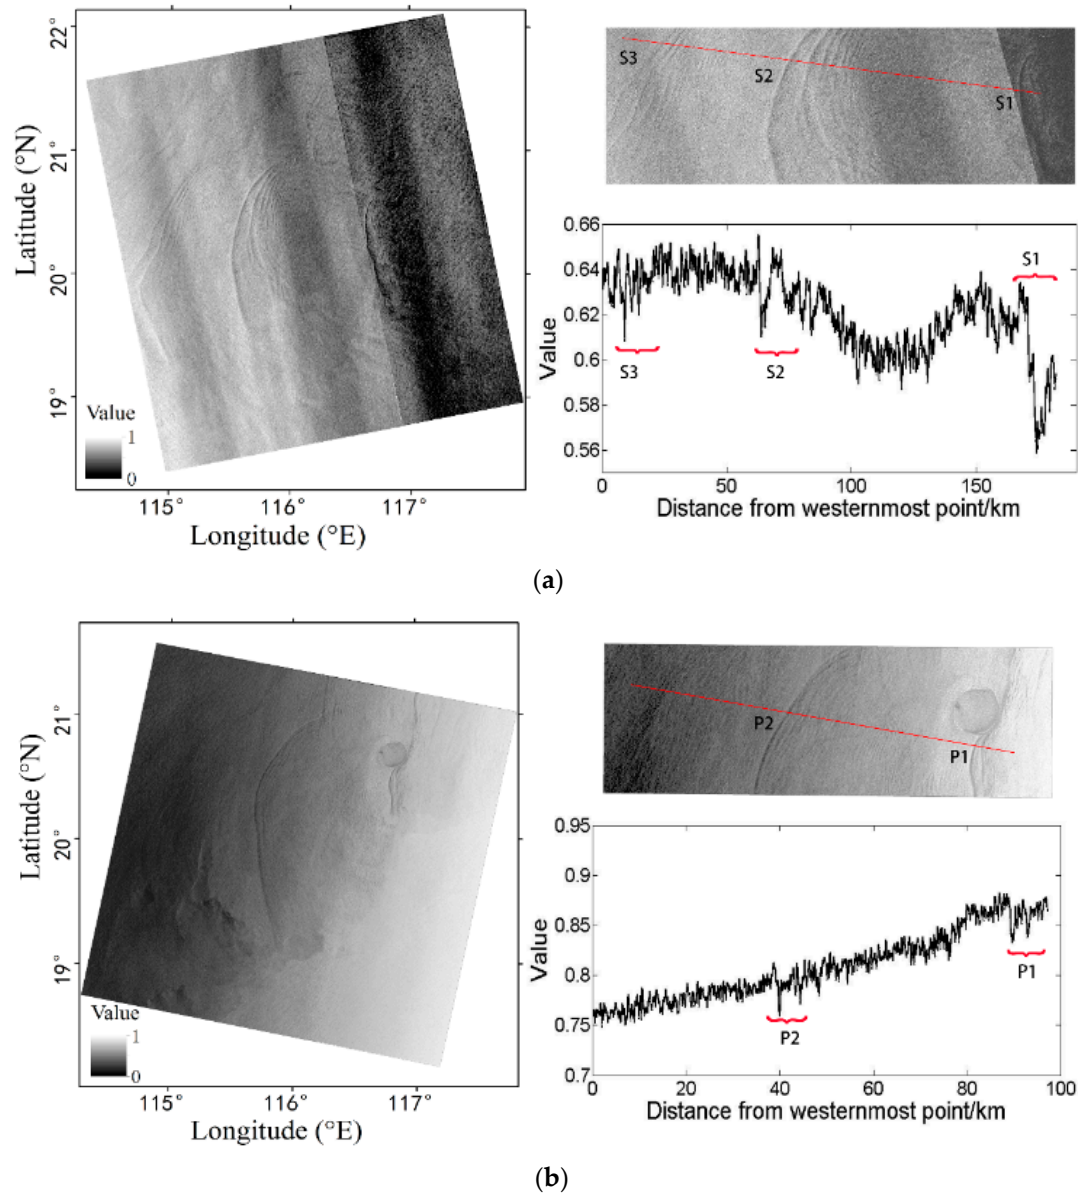 22°
21°
20°
19°
Latitude (°N)
Value
1
0
115°
116°
117°
Longitude (°E)
S3
S2
S1
0.66
0.64
0.62
0.6
0.58
0.56
Value
S3
S2
S1
0
50
100
150
Distance from westernmost point/km
(a)
21°
20°
19°
Latitude (°N)
Value
1
0
115°
116°
117°
Longitude (°E)
P2
P1
0.95
0.9
0.85
0.8
0.75
0.7
Value
P2
P1
0
20
40
60
80
100
Distance from westernmost point/km
(b)